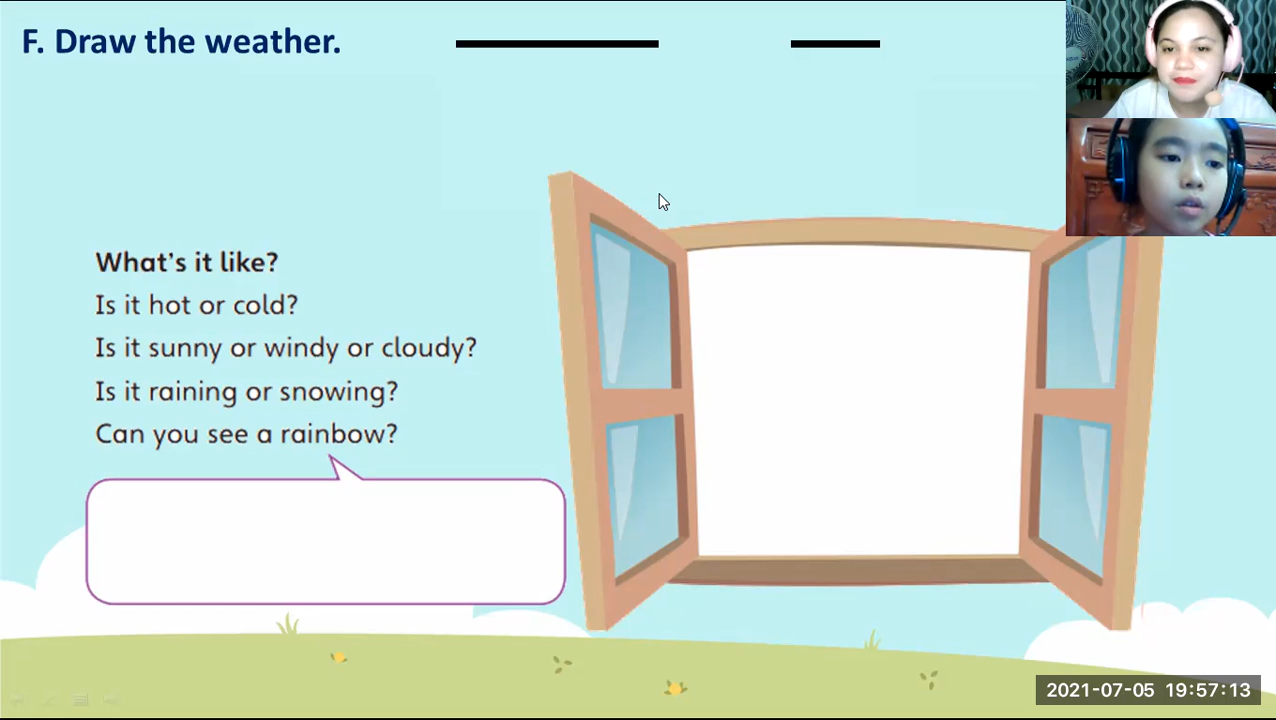 F. Draw the weather.
What's it like?
Is it hot or cold?
Is it sunny or windy or cloudy?
Is it raining or snowing?
Can you see a rainbow?
2021-07-05 19:57:13